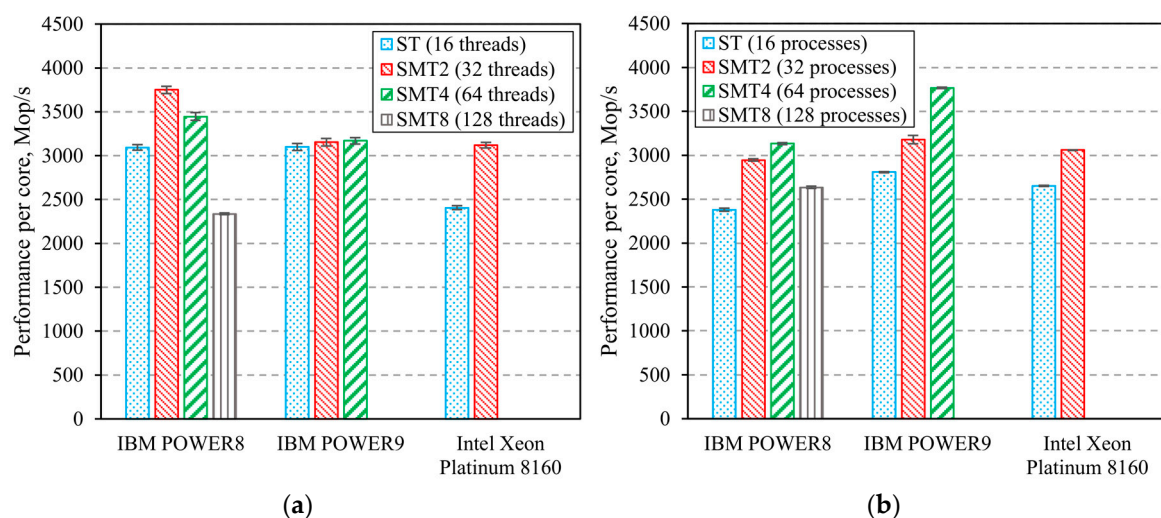 Performance per core, Mop/s
4500
4000
3500
3000
2500
2000
1500
1000
500
0
ST (16 threads)
SMT2 (32 threads)
SMT4 (64 threads)
SMT8 (128 threads)
IBM POWER8
IBM POWER9
Intel Xeon
Platinum 8160
(a)
Performance per core, Mop/s
4500
4000
3500
3000
2500
2000
1500
1000
500
0
ST (16 processes)
SMT2 (32 processes)
SMT4 (64 processes)
SMT8 (128 processes)
IBM POWER8
IBM POWER9
Intel Xeon
Platinum 8160
(b)